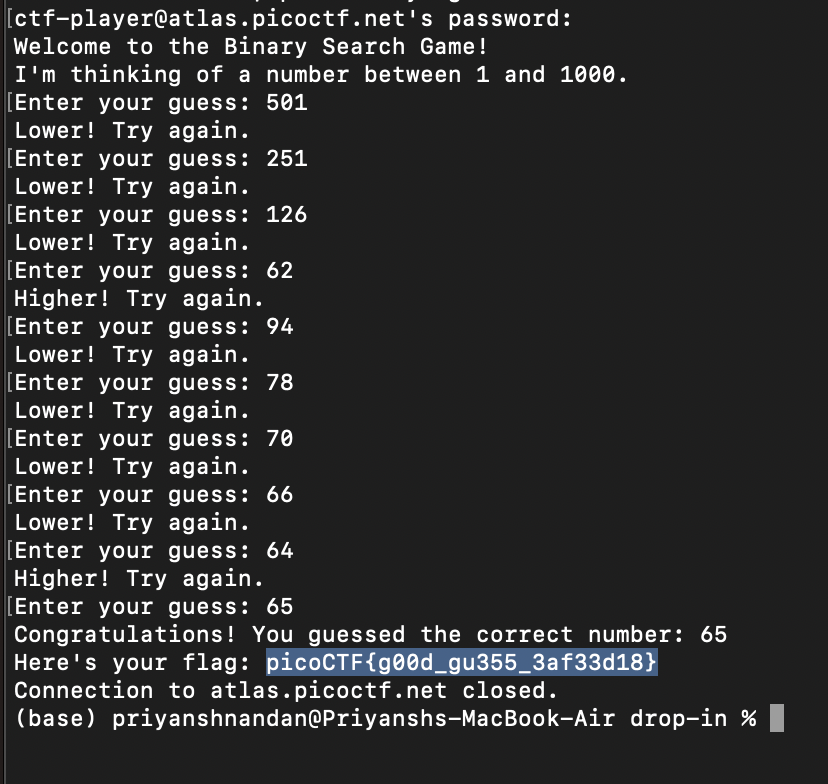 [ctf-player@atlas.picoctf.net's password:
Welcome to the Binary Search Game!
I'm thinking of a number between 1 and 1000.
[Enter your guess: 501
Lower! Try again.
[Enter your guess: 251
Lower! Try again.
[Enter your guess: 126
Lower! Try again.
[Enter your guess: 62
Higher! Try again.
[Enter your guess: 94
Lower! Try again.
[Enter your guess: 78
Lower! Try again.
[Enter your guess: 70
Lower! Try again.
[Enter your guess: 66
Lower! Try again.
[Enter your guess: 64
Higher! Try again.
[Enter your guess: 65
Congratulations! You guessed the correct number: 65
Here's your flag: picoCTF{g00d_gu355_3af33d18}
Connection to atlas.picoctf.net closed.
(base) priyanshnandan@Priyanshs-MacBook-Air drop-in %